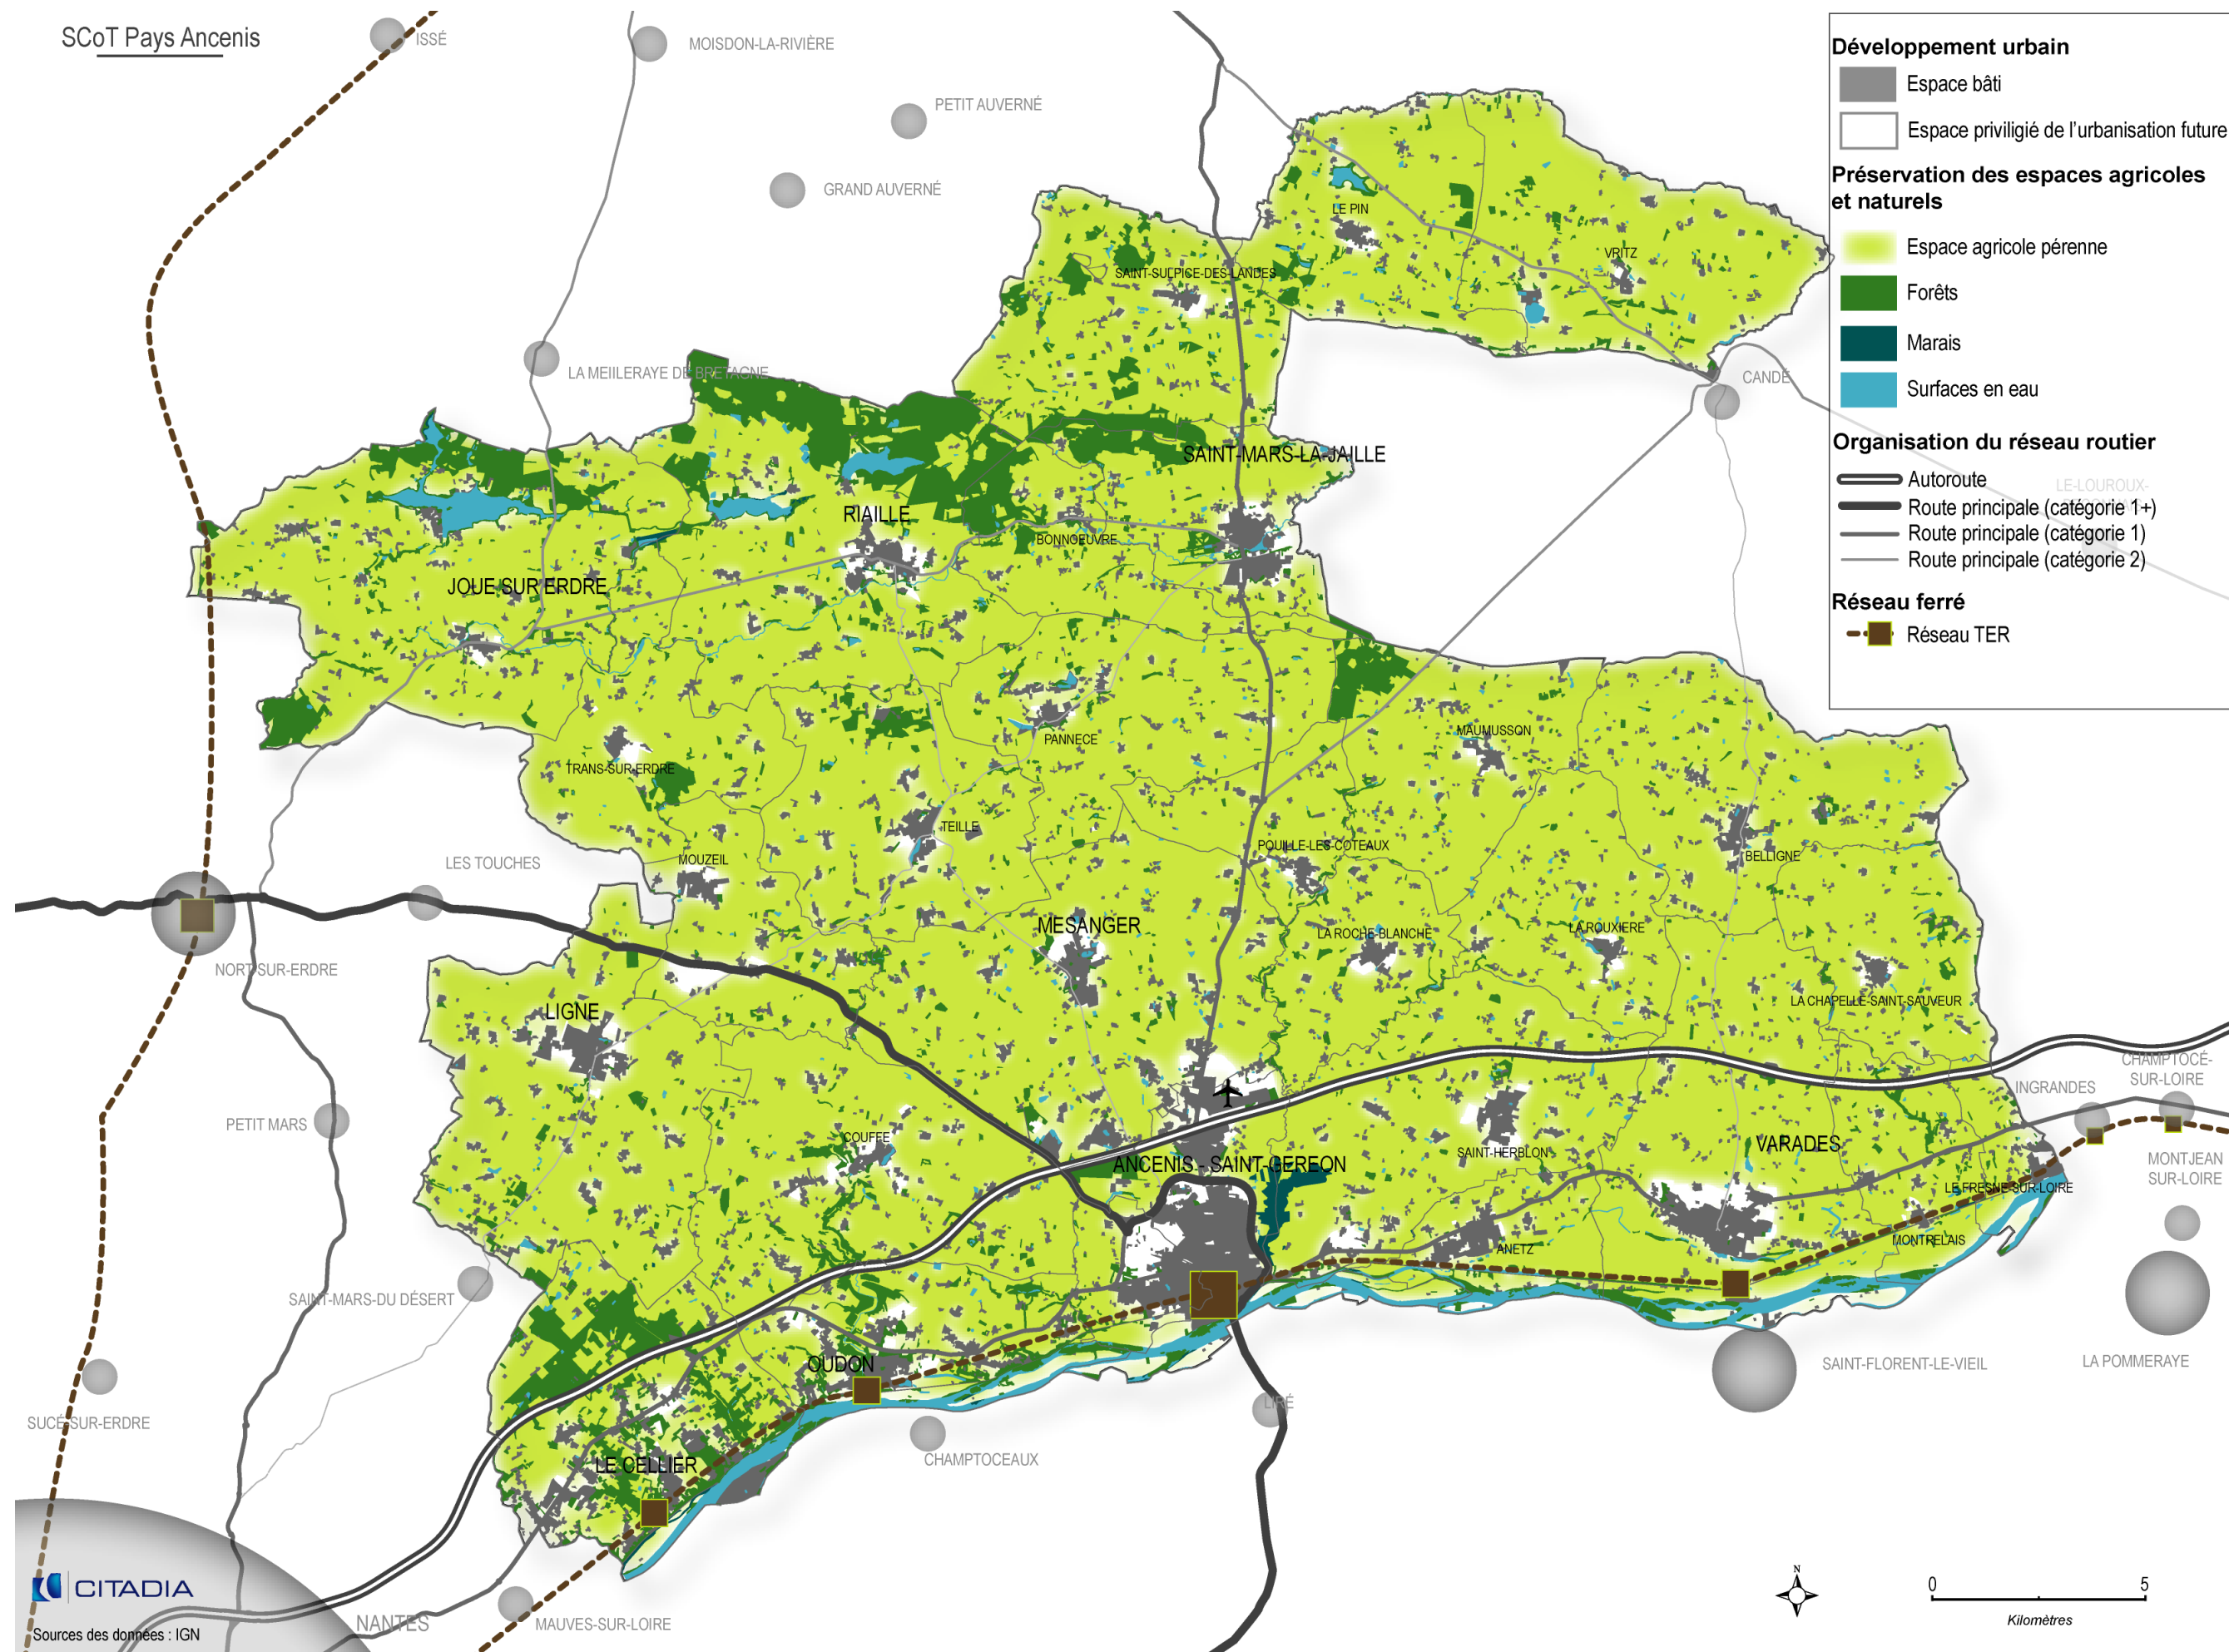 SCoT Pays Ancenis
ISSÉ
MOISDON-LA-RIVIÈRE
PETIT AUVERNÉ
GRAND AUVERNÉ
LE PIN
VRITZ
SAINT-SULPICE-DES-LANDES
LA MEIILERAYE DE BRETAGNE
CANDÉ
SAINT-MARS-LA-JAILLE
RIAILLE
BONNOEUVRE
JOUE SUR ERDRE
PANNECE
MAUMUSSON
TRANS-SUR-ERDRE
TEILLE
POUILLE-LES-COTEAUX
BELLIGNE
LES TOUCHES
MOUZEIL
MESANGER
LA ROCHE-BLANCHE
LA ROUXIERE
NORT-SUR-ERDRE
LA CHAPELLE-SAINT-SAUVEUR
LIGNE
CHAMPTOCÉ-
SUR-LOIRE
INGRANDES
PETIT MARS
COUFFE
VARADES
SAINT-HERBLON
ANCENIS - SAINT-GEREON
MONTJEAN
SUR-LOIRE
LE FRESNE-SUR-LOIRE
MONTRELAIS
ANETZ
SAINT-MARS-DU DÉSERT
OUDON
SAINT-FLORENT-LE-VIEIL
LA POMMERAYE
LIRÉ
SUCÉ-SUR-ERDRE
CHAMPTOCEAUX
LE CELLIER
NANTES
MAUVES-SUR-LOIRE
CITADIA
Sources des données : IGN
N
0 5
Kilomètres
Développement urbain
Espace bâti
Espace priviligié de l'urbanisation future
Préservation des espaces agricoles
et naturels
Espace agricole pérenne
Forêts
Marais
Surfaces en eau
Organisation du réseau routier
Autoroute
LE-LOUROUX-
Route principale (catégorie 1+)
Route principale (catégorie 1)
Route principale (catégorie 2)
Réseau ferré
Réseau TER